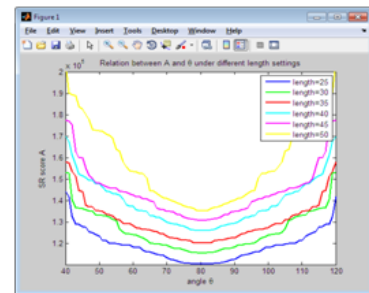 Figure 1
File Edit View Insert Tools Desktop Window Help
Relation between A and θ under different length settings
2
1.9
1.8
1.7
1.6
1.5
1.4
1.3
1.2
SR score A
length=25
length=30
length=35
length=40
length=45
length=50
40 50 60 70 80 90 100 110 120
angle θ